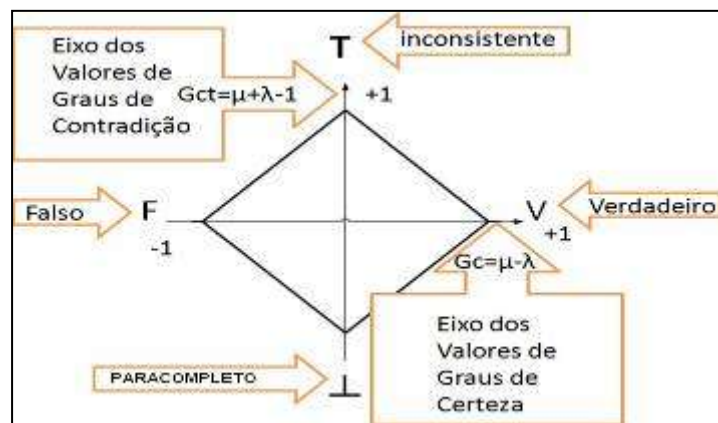 Eixo dos
Valores de
Graus de
Contradição
Gct=μ+λ-1
T
inconsistente
+1
Falso
F
-1
V
+1
Verdadeiro
Gc=μ-λ
Eixo dos
Valores de
Graus de
Certeza
PARACOMPLETO
⊥